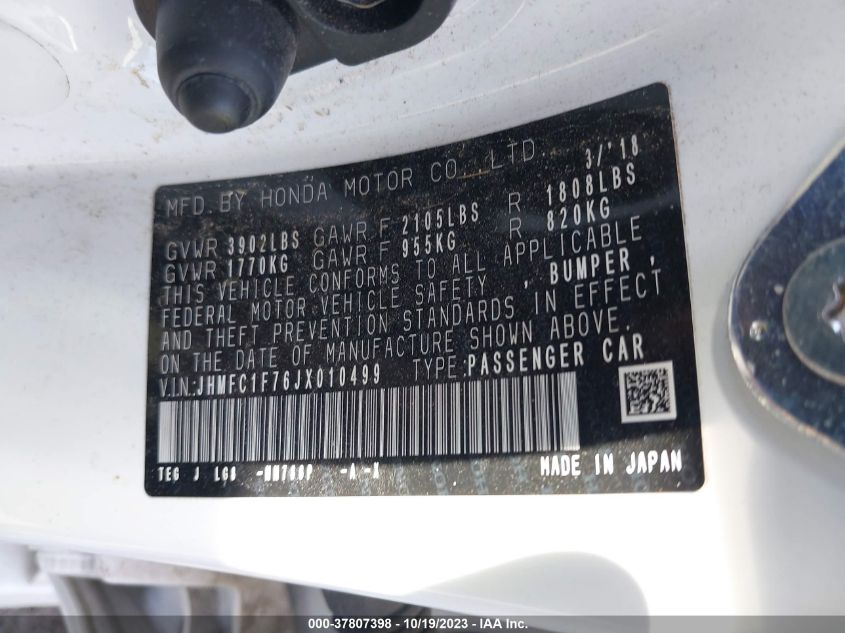 MFD. BY HONDA MOTOR CO., LTD. 3/'18
GVWR 3902LBS GAWR F 2105LBS R 1808LBS
GVWR 1770KG GAWR F 955KG R 820KG
THIS VEHICLE CONFORMS TO ALL APPLICABLE
FEDERAL MOTOR VEHICLE SAFETY , BUMPER ,
AND THEFT PREVENTION STANDARDS IN EFFECT
ON THE DATE OF MANUFACTURE SHOWN ABOVE.
V.I.N:JHMFC1F76JX010499 TYPE:PASSENGER CAR
TEG J -A -
MADE IN JAPAN
000-37807398 - 10/19/2023 - IAA Inc.